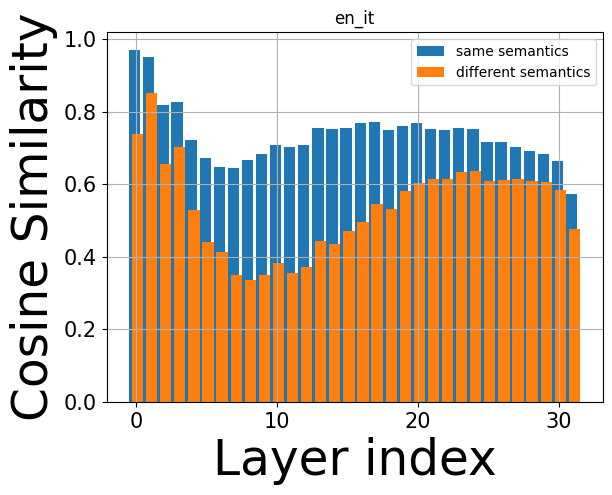 en_it
same semantics
different semantics
Cosine Similarity
1.0
0.8
0.6
0.4
0.2
0.0
0 10 20 30
Layer index